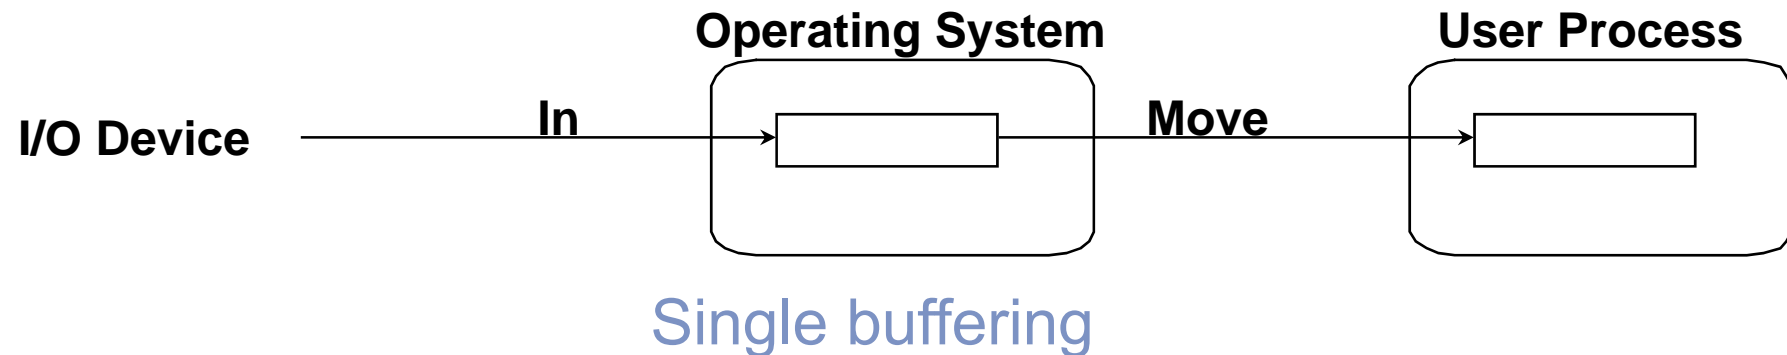 Operating System
User Process
I/O Device
In
Move
Single buffering